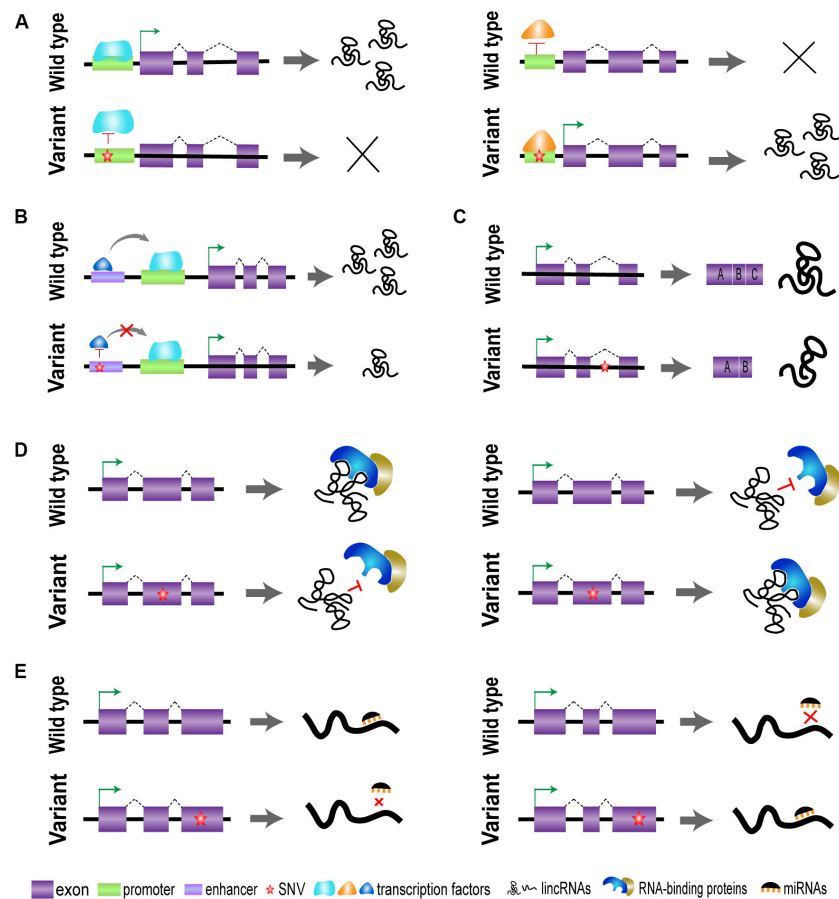 A
Wild type
Variant
Wild type
Variant
B
Wild type
Variant
C
Wild type
A B C
Variant
A B
D
Wild type
Variant
Wild type
Variant
E
Wild type
Variant
Wild type
Variant
exon promoter enhancer SNV transcription factors lincRNAs RNA-binding proteins miRNAs